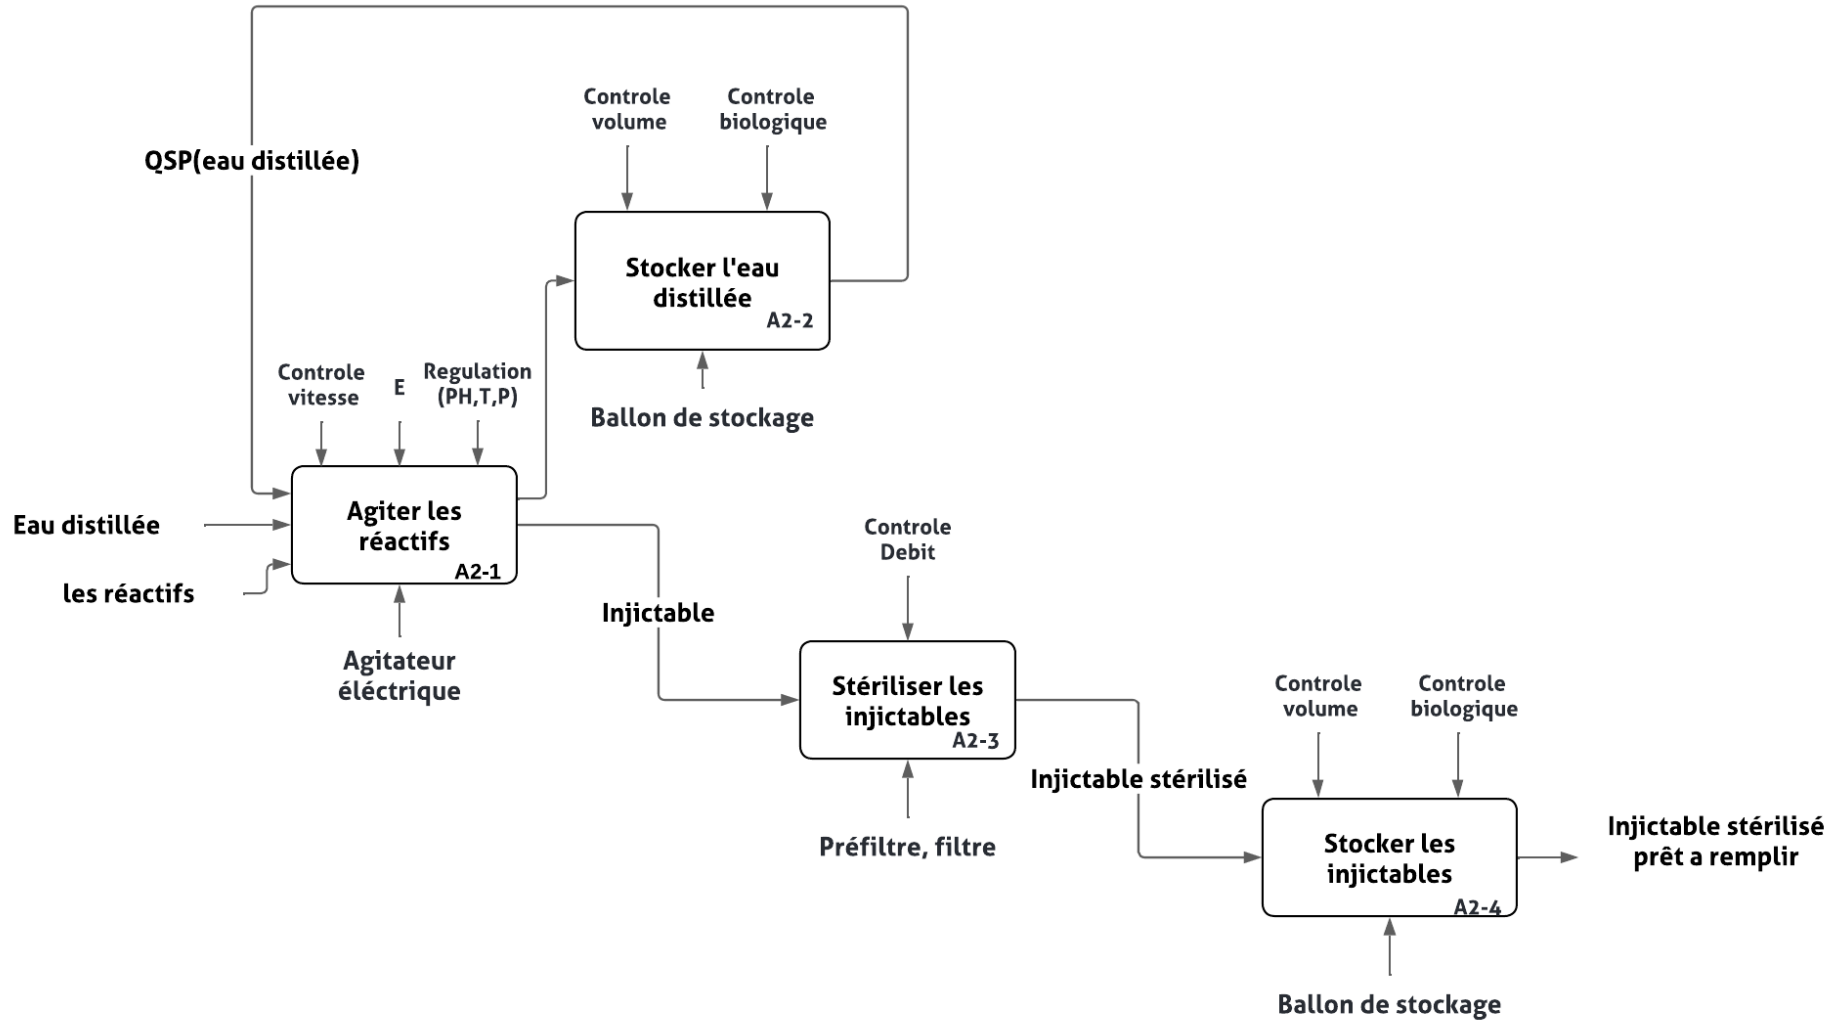 Controle
volume
Controle
biologique
QSP(eau distillée)
Stocker l'eau
distillée
A2-2
Ballon de stockage
Controle
vitesse
E
Regulation
(PH,T,P)
Eau distillée
les réactifs
Agiter les
réactifs
A2-1
Agitateur
éléctrique
Injictable
Controle
Debit
Stériliser les
injictables
A2-3
Préfiltre, filtre
Injictable stérilisé
Controle
volume
Controle
biologique
Stocker les
injictables
A2-4
Ballon de stockage
Injictable stérilisé
prêt a remplir